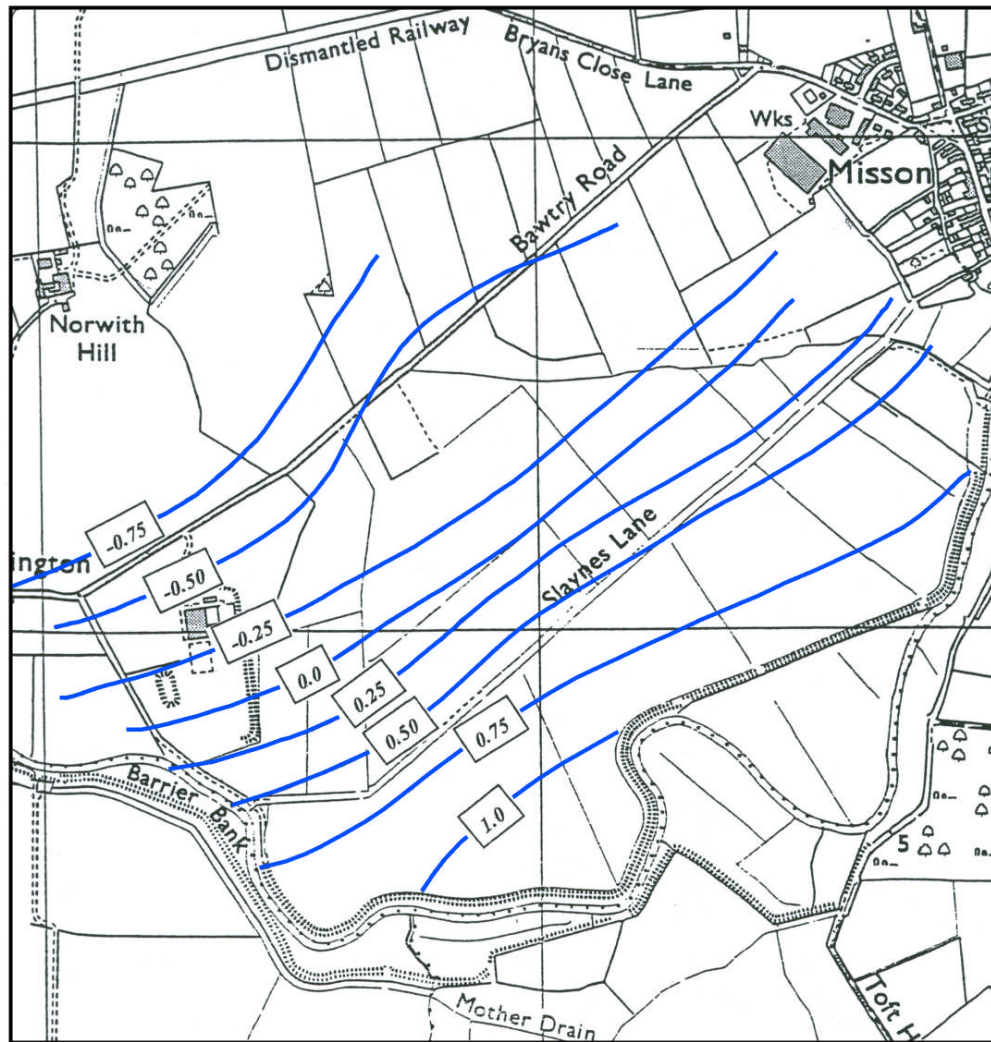 Dismantled Railway
Bryans Close Lane
Wks
Misson
Bawtry Road
Norwith
Hill
-0.75
ington
-0.50
Slaynes Lane
-0.25
0.0
0.25
0.50
0.75
1.0
Barrier
Bank
5
Mother Drain
Toft H